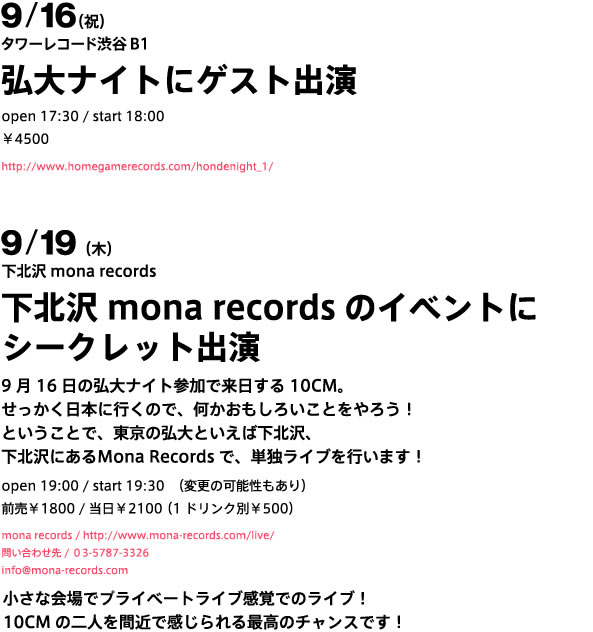 9/16(祝)
タワーレコード渋谷 B1
弘大ナイトにゲスト出演
open 17:30 / start 18:00
￥4500
http://www.homegamerecords.com/hondenight_1/
9/19 (木)
下北沢 mona records
下北沢 mona records のイベントに
シークレット出演
9 月 16 日の弘大ナイト参加で来日する 10CM。
せっかく日本に行くので、何かおもしろいことをやろう！
ということで、東京の弘大といえば下北沢、
下北沢にあるMona Records で、単独ライブを行います！
open 19:00 / start 19:30 （変更の可能性もあり）
前売￥1800 / 当日￥2100（1 ドリンク別￥500）
mona records / http://www.mona-records.com/live/
問い合わせ先 / ０3-5787-3326
info@mona-records.com
小さな会場でプライベートライブ感覚でのライブ！
10CM の二人を間近で感じられる最高のチャンスです！